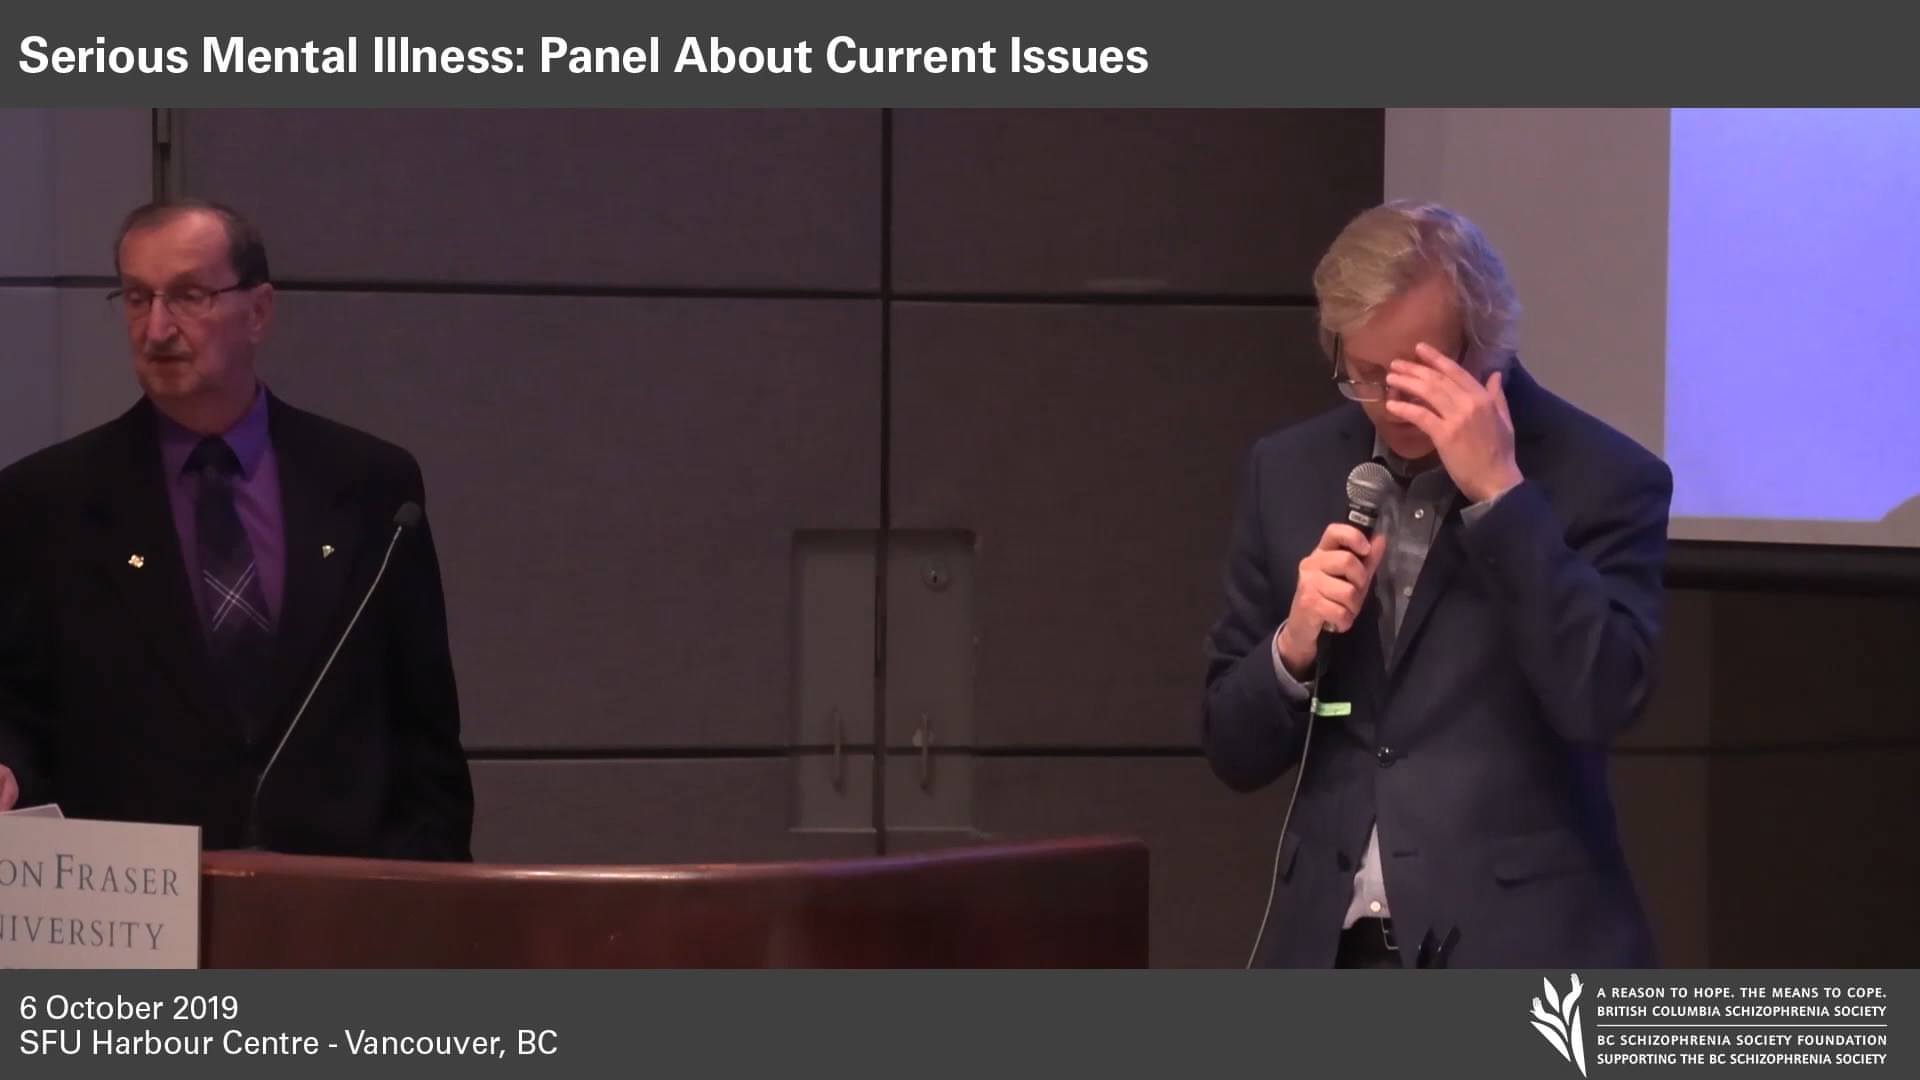 Serious Mental Illness: Panel About Current Issues
ON FRASER
NIVERSITY
6 October 2019
SFU Harbour Centre - Vancouver, BC
A REASON TO HOPE. THE MEANS TO COPE.
BRITISH COLUMBIA SCHIZOPHRENIA SOCIETY
BC SCHIZOPHRENIA SOCIETY FOUNDATION
SUPPORTING THE BC SCHIZOPHRENIA SOCIETY